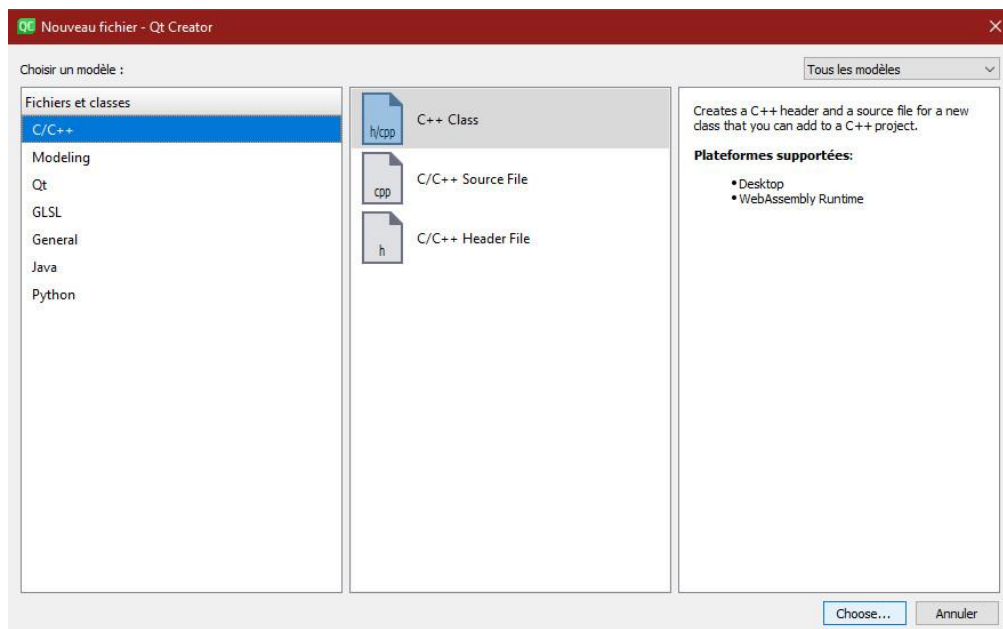 QC Nouveau fichier - Qt Creator
Choisir un modèle :
Tous les modèles
Fichiers et classes
C/C++
Modeling
Qt
GLSL
General
Java
Python
h/cpp
C++ Class
cpp
C/C++ Source File
h
C/C++ Header File
Creates a C++ header and a source file for a new
class that you can add to a C++ project.
Plateformes supportées:
•Desktop
•WebAssembly Runtime
Choose...
Annuler